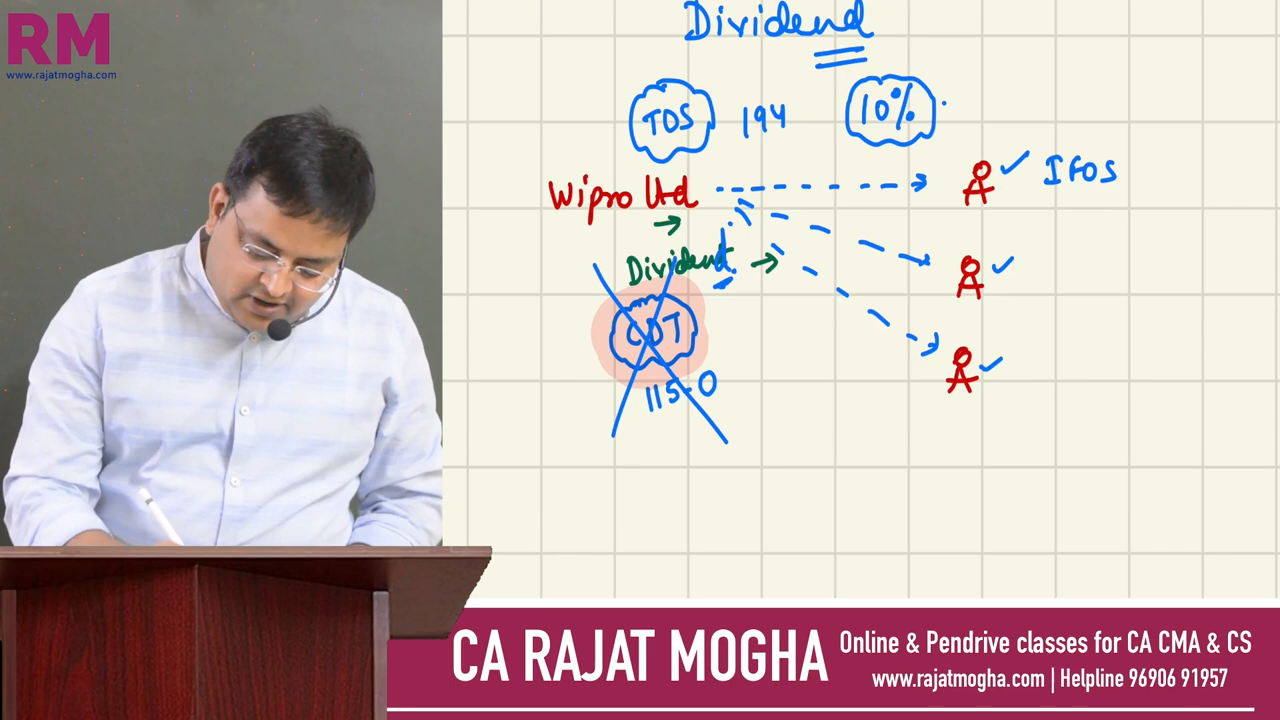 RM
www.rajatmogha.com
Dividend
TDS 194 10%
Wipro Ltd IFOS
Dividend
CDT
115-O
CA RAJAT MOGHA
Online & Pendrive classes for CA CMA & CS
www.rajatmogha.com | Helpline 96906 91957